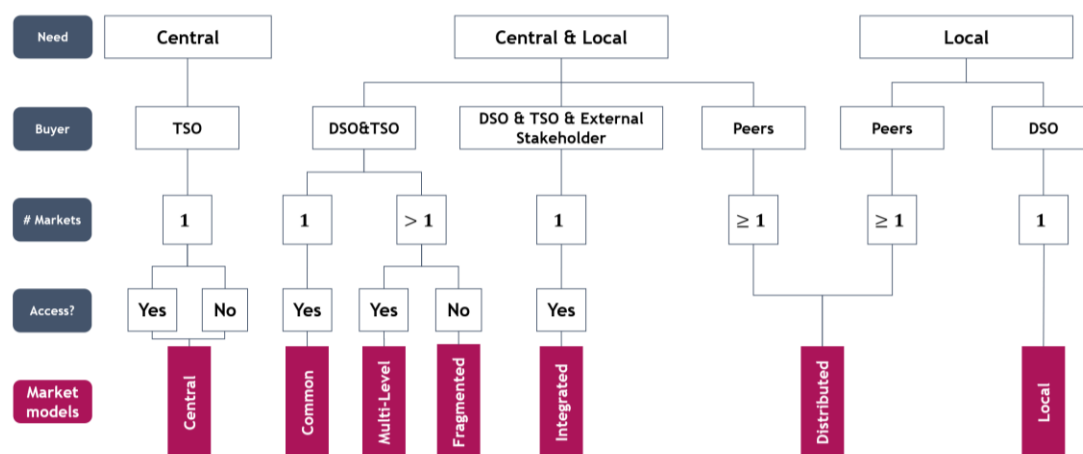 Need
Central
Central & Local
Local
Buyer
TSO
DSO&TSO
DSO & TSO & External
Stakeholder
Peers
Peers
DSO
# Markets
1
1
> 1
1
≥ 1
≥ 1
1
Access?
Yes
No
Yes
Yes
No
Yes
Market
models
Central
Common
Multi-Level
Fragmented
Integrated
Distributed
Local